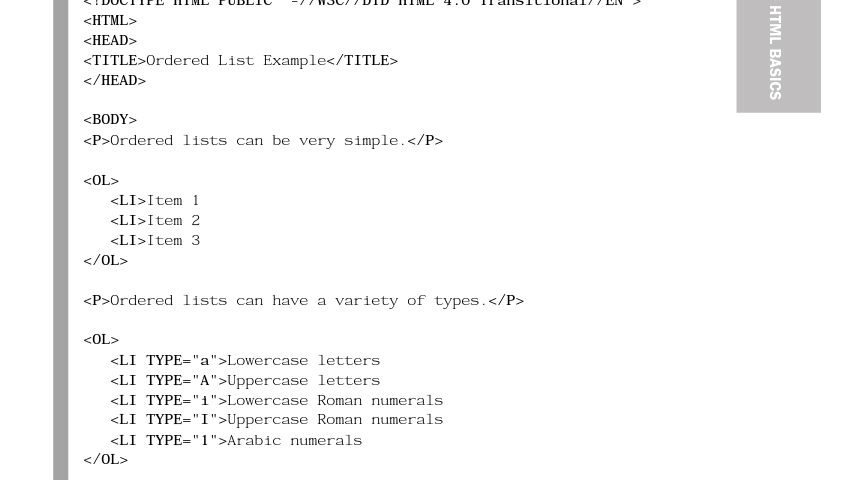 <!DOCTYPE HTML PUBLIC "-//W3C//DTD HTML 4.0 Transitional//EN">
<HTML>
<HEAD>
<TITLE>Ordered List Example</TITLE>
</HEAD>
<BODY>
<P>Ordered lists can be very simple.</P>
<OL>
<LI>Item 1
<LI>Item 2
<LI>Item 3
</OL>
<P>Ordered lists can have a variety of types.</P>
<OL>
<LI TYPE="a">Lowercase letters
<LI TYPE="A">Uppercase letters
<LI TYPE="i">Lowercase Roman numerals
<LI TYPE="I">Uppercase Roman numerals
<LI TYPE="1">Arabic numerals
</OL>
HTML BASICS